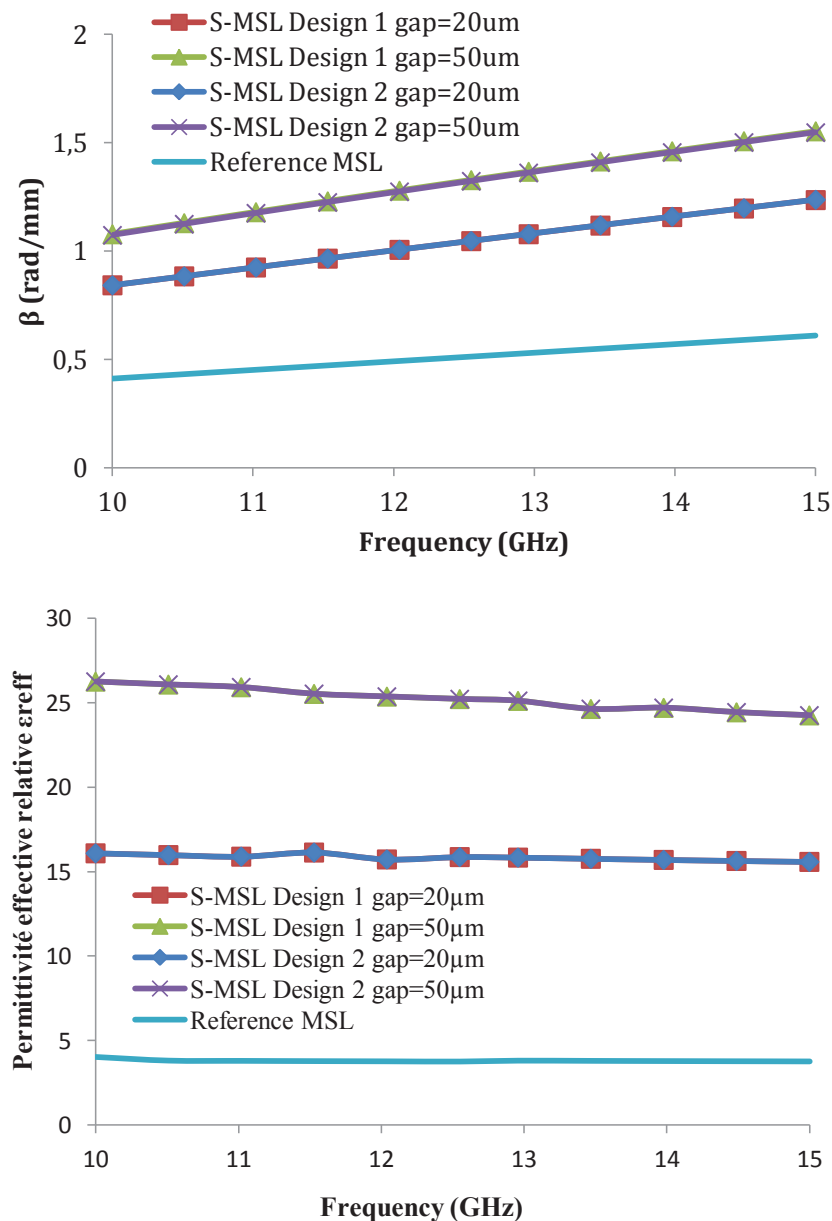 S-MSL Design 1 gap=20um
S-MSL Design 1 gap=50um
S-MSL Design 2 gap=20um
S-MSL Design 2 gap=50um
Reference MSL
2
1,5
1
0,5
0
β (rad/mm)
10 11 12 13 14 15
Frequency (GHz)
30
25
20
15
10
5
0
Permittivité effective relative εreff
S-MSL Design 1 gap=20µm
S-MSL Design 1 gap=50µm
S-MSL Design 2 gap=20µm
S-MSL Design 2 gap=50µm
Reference MSL
10 11 12 13 14 15
Frequency (GHz)